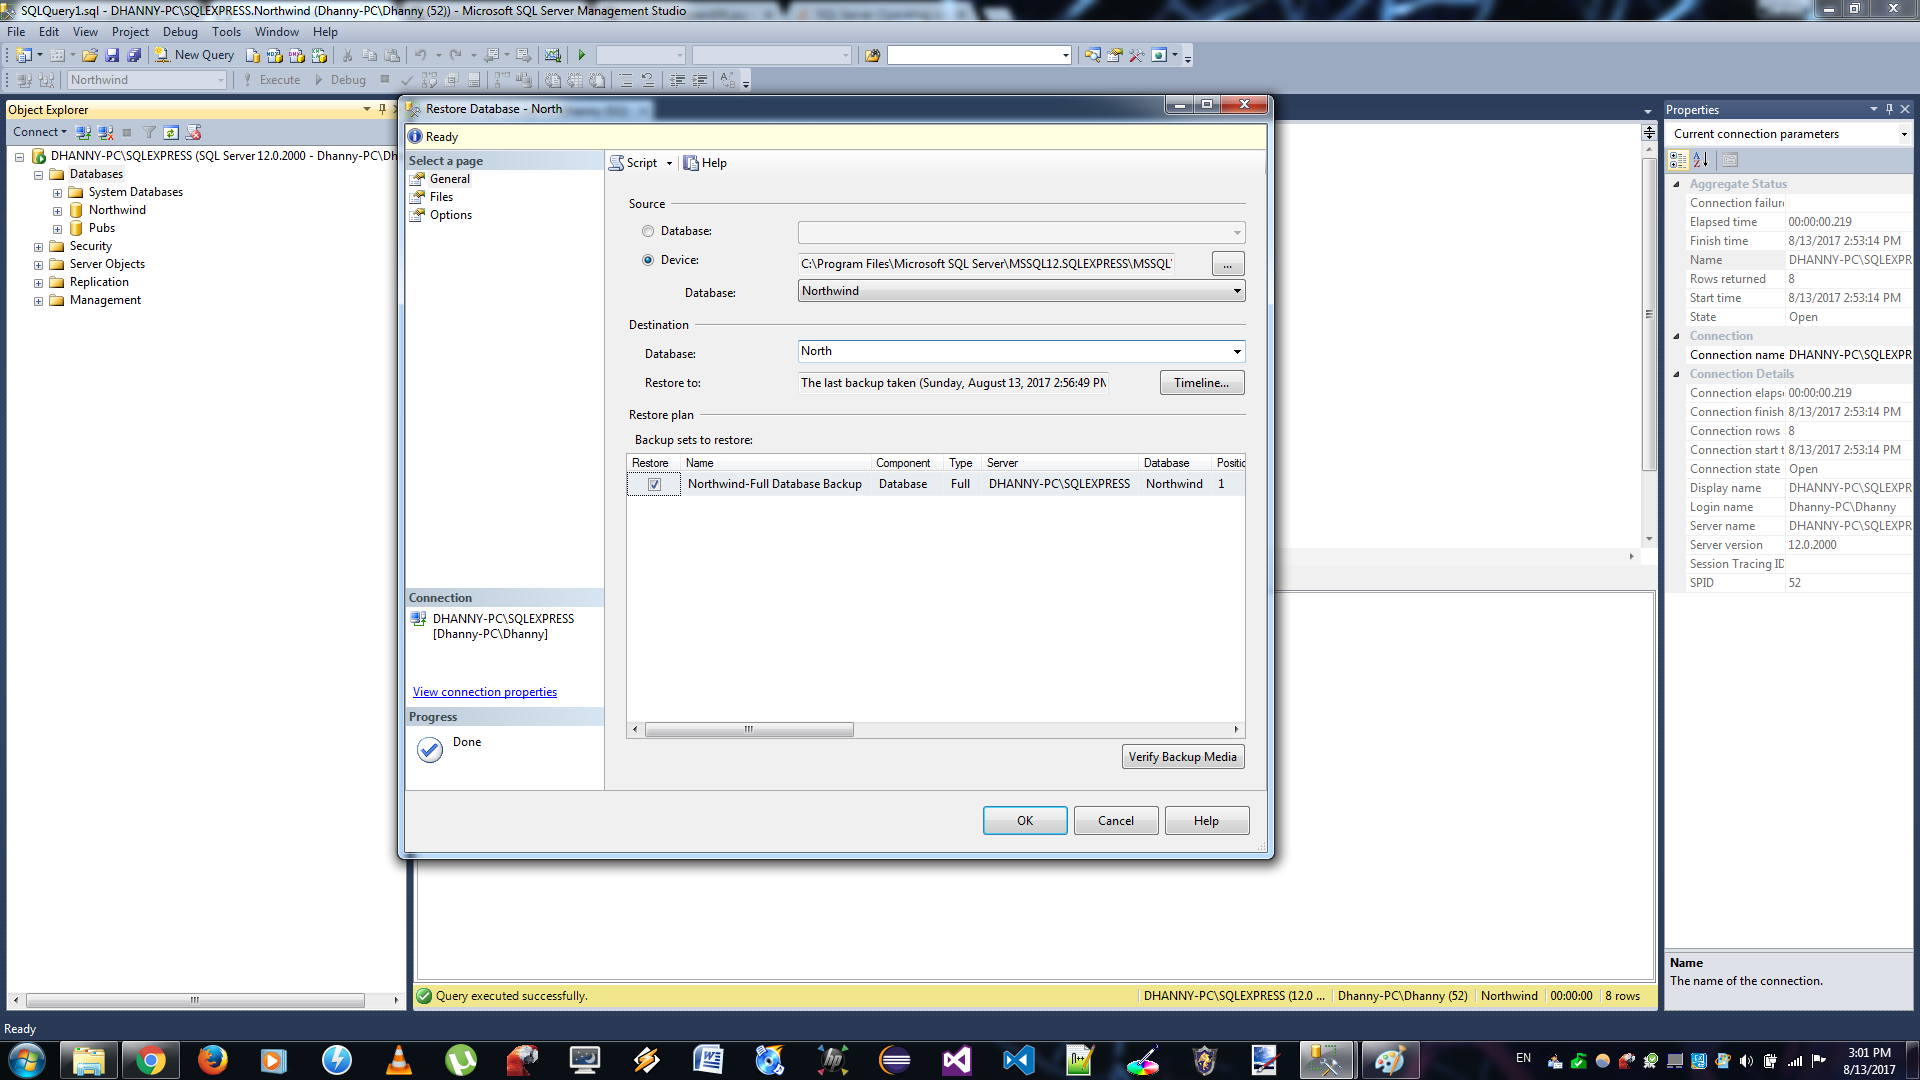 SQLQuery1.sql - DHANNY-PC\SQLEXPRESS.Northwind (Dhanny-PC\Dhanny (52)) - Microsoft SQL Server Management Studio
File Edit View Project Debug Tools Window Help
New Query
Northwind Execute Debug
Object Explorer
Connect
DHANNY-PC\SQLEXPRESS (SQL Server 12.0.2000 - Dhanny-PC\Dh
Databases
System Databases
Northwind
Pubs
Security
Server Objects
Replication
Management
Restore Database - North
Ready
Select a page
General
Files
Options
Script Help
Source
Database:
Device: C:\Program Files\Microsoft SQL Server\MSSQL12.SQLEXPRESS\MSSQL\ ...
Database: Northwind
Destination
Database: North
Restore to: The last backup taken (Sunday, August 13, 2017 2:56:49 PM Timeline...
Restore plan
Backup sets to restore:
Restore Name Component Type Server Database Positio
Northwind-Full Database Backup Database Full DHANNY-PC\SQLEXPRESS Northwind 1
Connection
DHANNY-PC\SQLEXPRESS
[Dhanny-PC\Dhanny]
View connection properties
Progress
Done
Verify Backup Media
OK Cancel Help
Properties
Current connection parameters
Aggregate Status
Connection failure
Elapsed time 00:00:00.219
Finish time 8/13/2017 2:53:14 PM
Name DHANNY-PC\SQLEXPR
Rows returned 8
Start time 8/13/2017 2:53:14 PM
State Open
Connection
Connection name DHANNY-PC\SQLEXPR
Connection Details
Connection elapse 00:00:00.219
Connection finish 8/13/2017 2:53:14 PM
Connection rows 8
Connection start t 8/13/2017 2:53:14 PM
Connection state Open
Display name DHANNY-PC\SQLEXPR
Login name Dhanny-PC\Dhanny
Server name DHANNY-PC\SQLEXPR
Server version 12.0.2000
Session Tracing ID
SPID 52
Name
The name of the connection.
Query executed successfully. DHANNY-PC\SQLEXPRESS (12.0 ... Dhanny-PC\Dhanny (52) Northwind 00:00:00 8 rows
Ready
EN
3:01 PM
8/13/2017